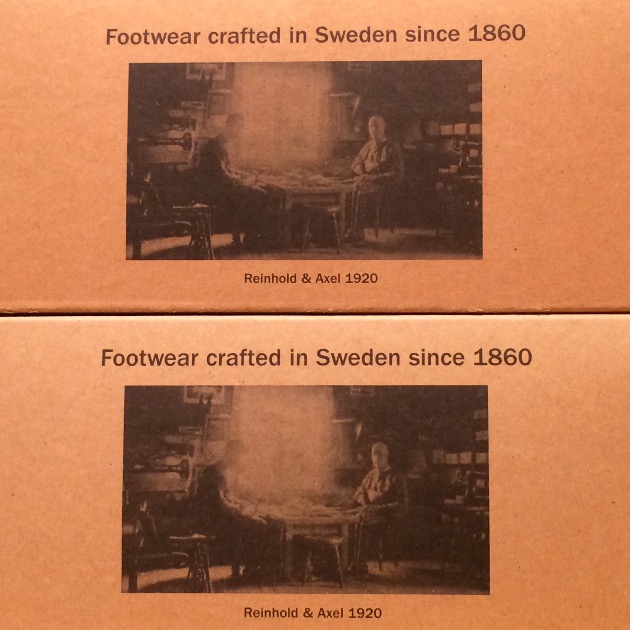 Footwear crafted in Sweden since 1860
Reinhold & Axel 1920
Footwear crafted in Sweden since 1860
Reinhold & Axel 1920